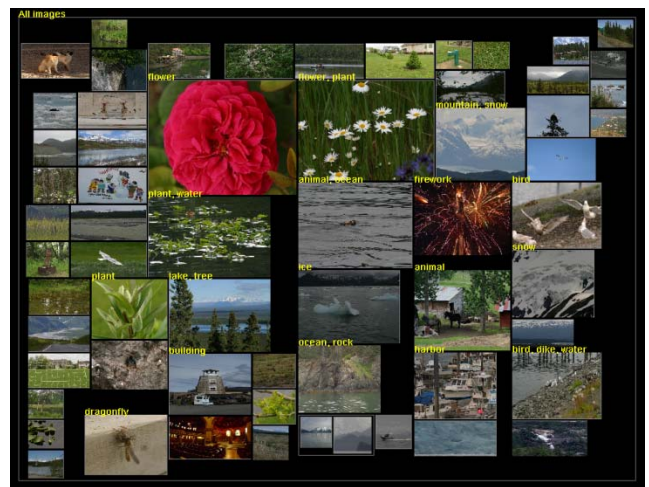 All images
flower
flower, plant
mountain, snow
plant, water
animal, ocean
firework
bird
snow
plant
lake, tree
ice
animal
building
ocean, rock
harbor
bird, dike, water
dragonfly